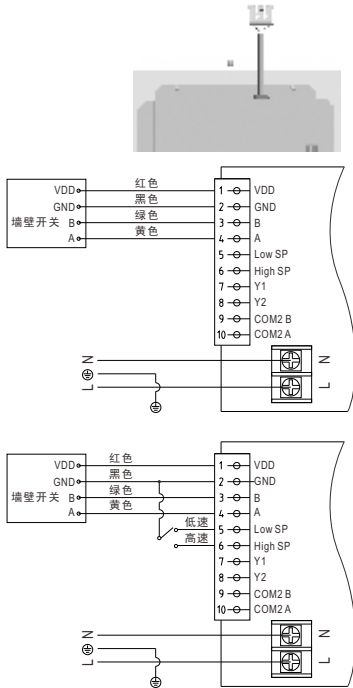 红色
VDD
1
VDD
黑色
GND
2
GND
绿色
墙壁开关
B
3
B
黄色
A
4
A
5
Low SP
6
High SP
7
Y1
8
Y2
9
COM2 B
10
COM2 A
N
N
L
L
红色
VDD
1
VDD
黑色
GND
2
GND
绿色
墙壁开关
B
3
B
黄色
A
4
A
低速
5
Low SP
高速
6
High SP
7
Y1
8
Y2
9
COM2 B
10
COM2 A
N
N
L
L